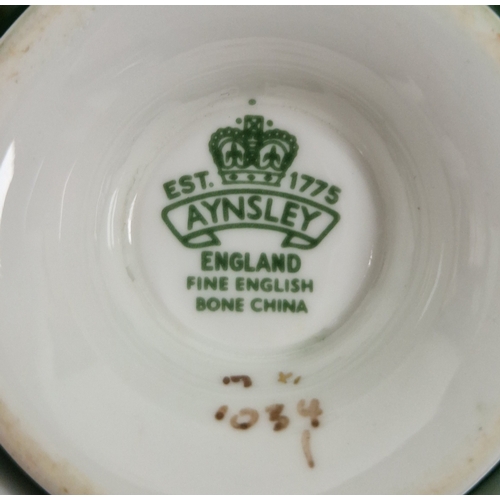 EST. 1775
AYNSLEY
ENGLAND
FINE ENGLISH
BONE CHINA
1034